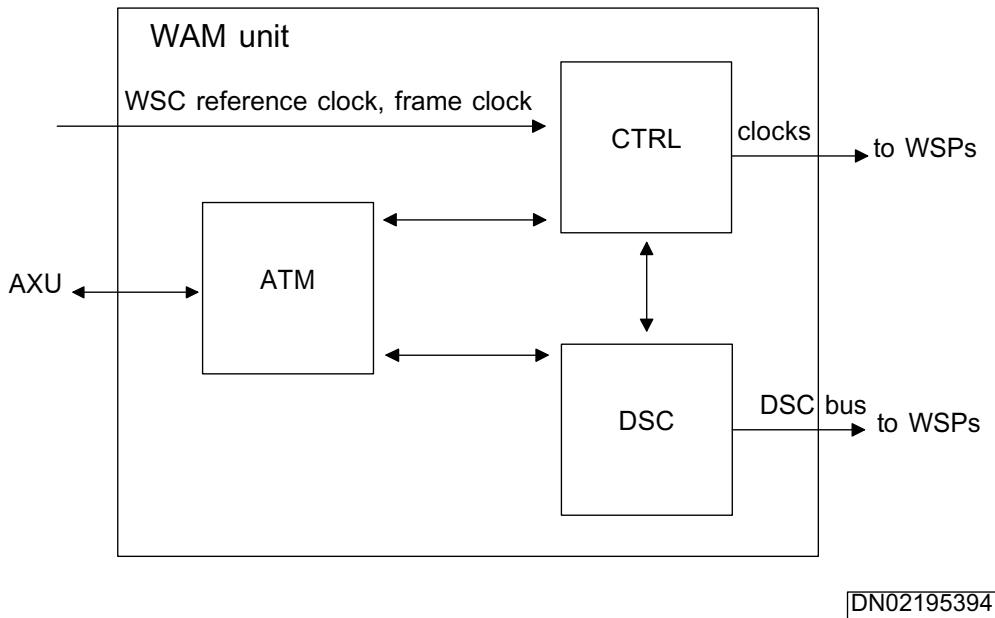 WAM unit
WSC reference clock, frame clock
CTRL
clocks
to WSPs
AXU
ATM
DSC
DSC bus
to WSPs
DN02195394